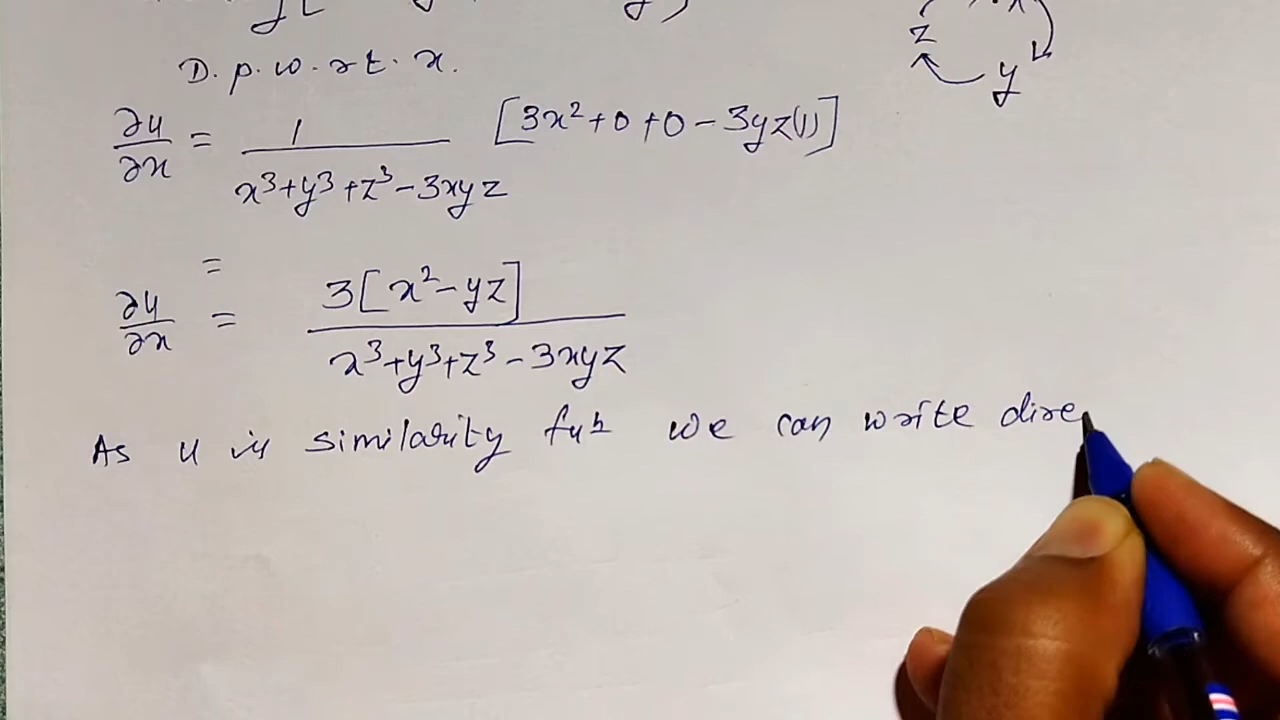 z x
y
D. p. w. r. t. x.
∂u/∂x = 1/(x³+y³+z³-3xyz) [3x²+0+0-3yz(1)]
=
∂u/∂x = 3[x²-yz]/(x³+y³+z³-3xyz)
As u is similarity fun we can write dire